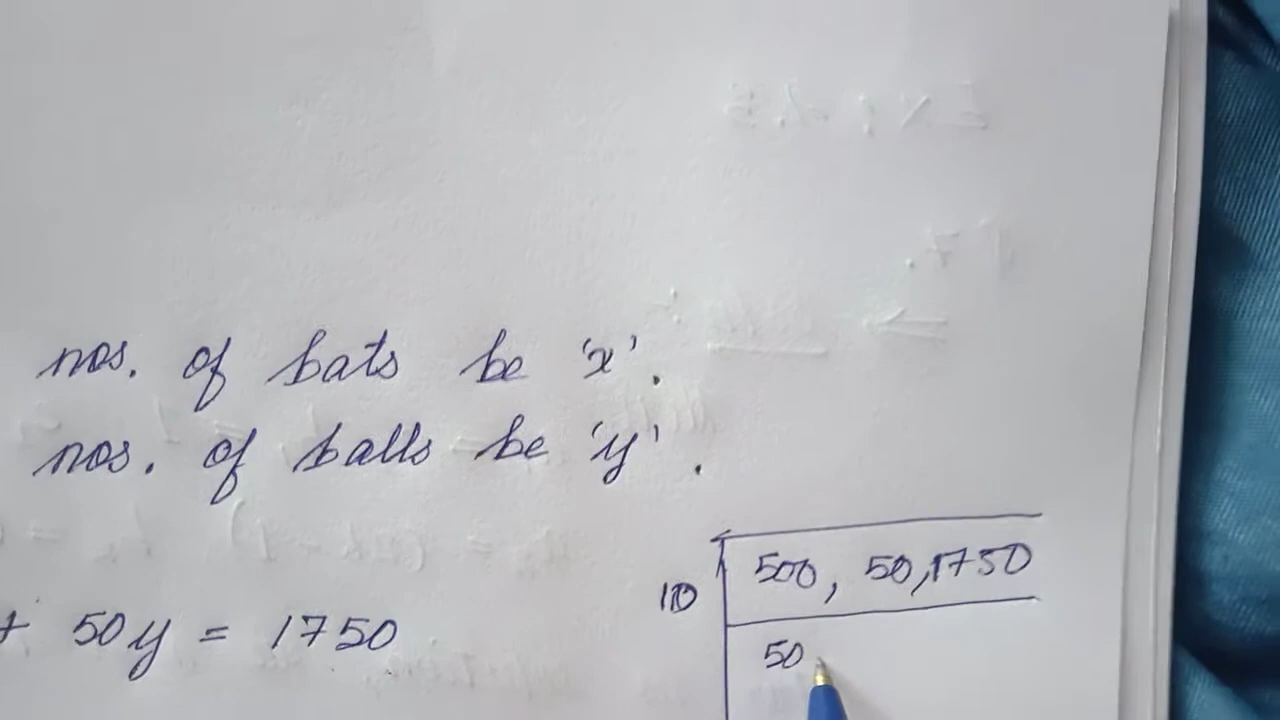 nos. of bats be 'x'.
nos. of balls be 'y'.
+ 50y = 1750
10
500, 50, 1750
50